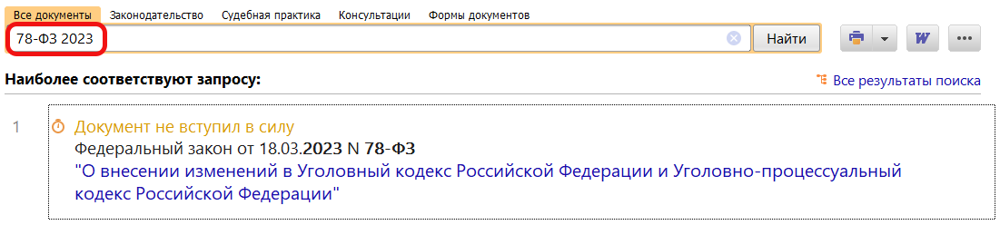 Все документы Законодательство Судебная практика Консультации Формы документов
78-ФЗ 2023 Найти W
Наиболее соответствуют запросу: Все результаты поиска
1 Документ не вступил в силу
Федеральный закон от 18.03.2023 N 78-ФЗ
"О внесении изменений в Уголовный кодекс Российской Федерации и Уголовно-процессуальный
кодекс Российской Федерации"